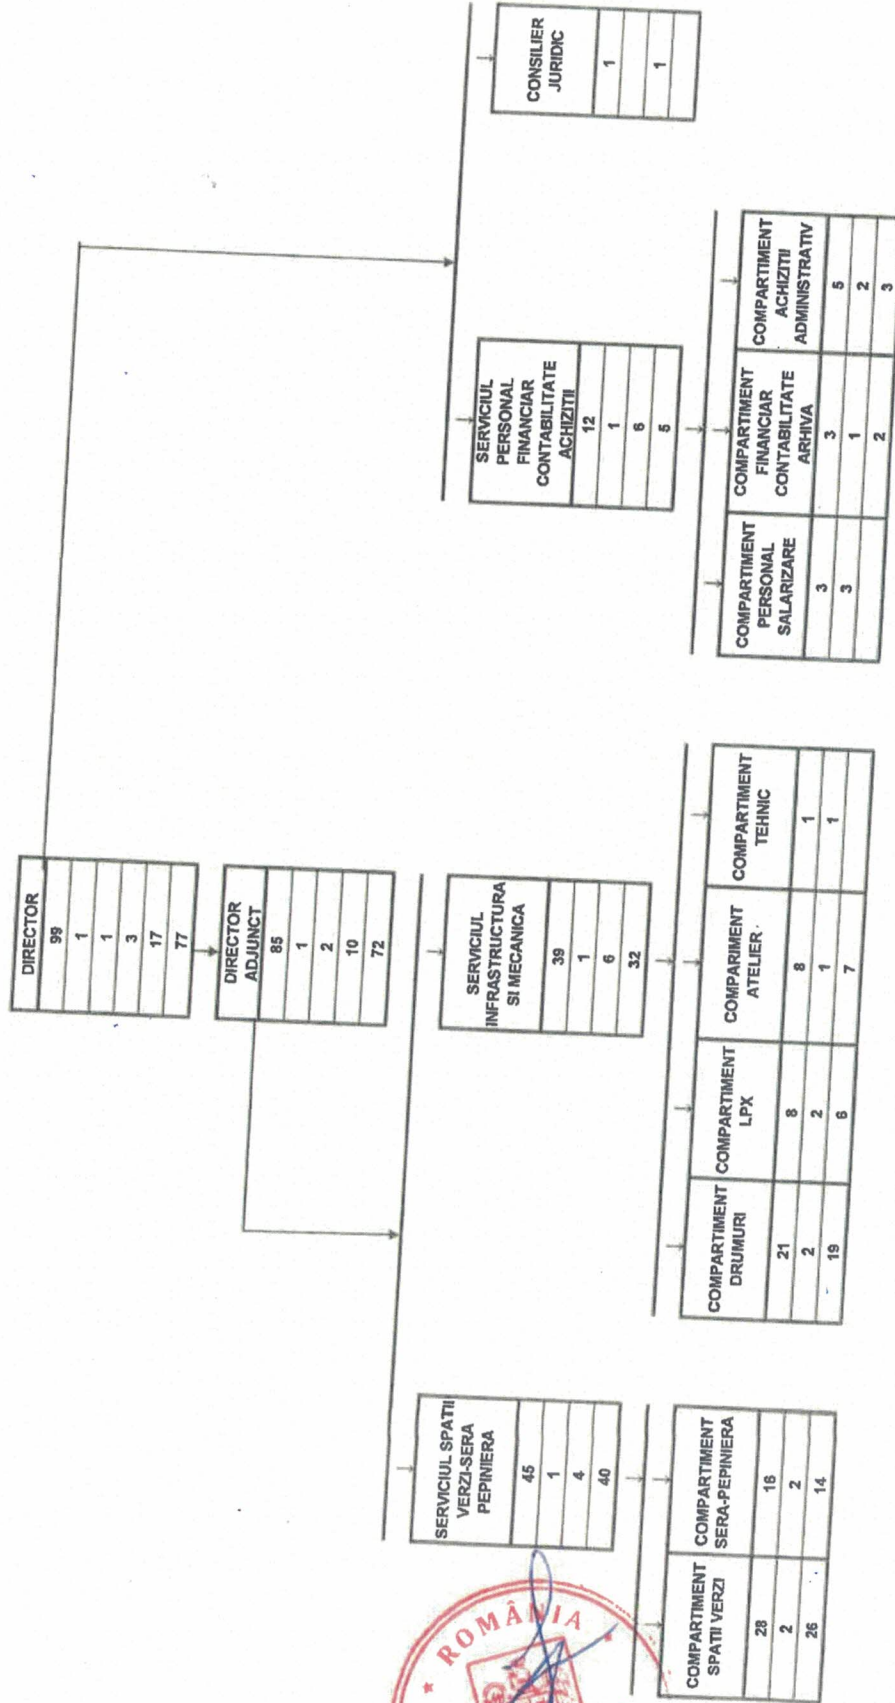 DIRECTOR
99
1
1
3
17
77
DIRECTOR
ADJUNCT
85
1
2
10
72
SERVICIUL SPATII
VERZI-SERA
PEPINIERA
45
1
4
40
SERVICIUL
INFRASTRUCTURA
SI MECANICA
39
1
6
32
SERVICIUL
PERSONAL
FINANCIAR
CONTABILITATE
ACHIZITII
12
1
6
5
CONSILIER
JURIDIC
1
1
COMPARTIMENT
SPATII VERZI
28
2
26
COMPARTIMENT
SERA-PEPINIERA
16
2
14
COMPARTIMENT
DRUMURI
21
2
19
COMPARTIMENT
LPX
8
2
6
COMPARIMENT
ATELIER
8
1
7
COMPARTIMENT
TEHNIC
1
1
COMPARTIMENT
PERSONAL
SALARIZARE
3
3
COMPARTIMENT
FINANCIAR
CONTABILITATE
ARHIVA
3
1
2
COMPARTIMENT
ACHIZITII
ADMINISTRATIV
5
2
3
ROMÂNIA